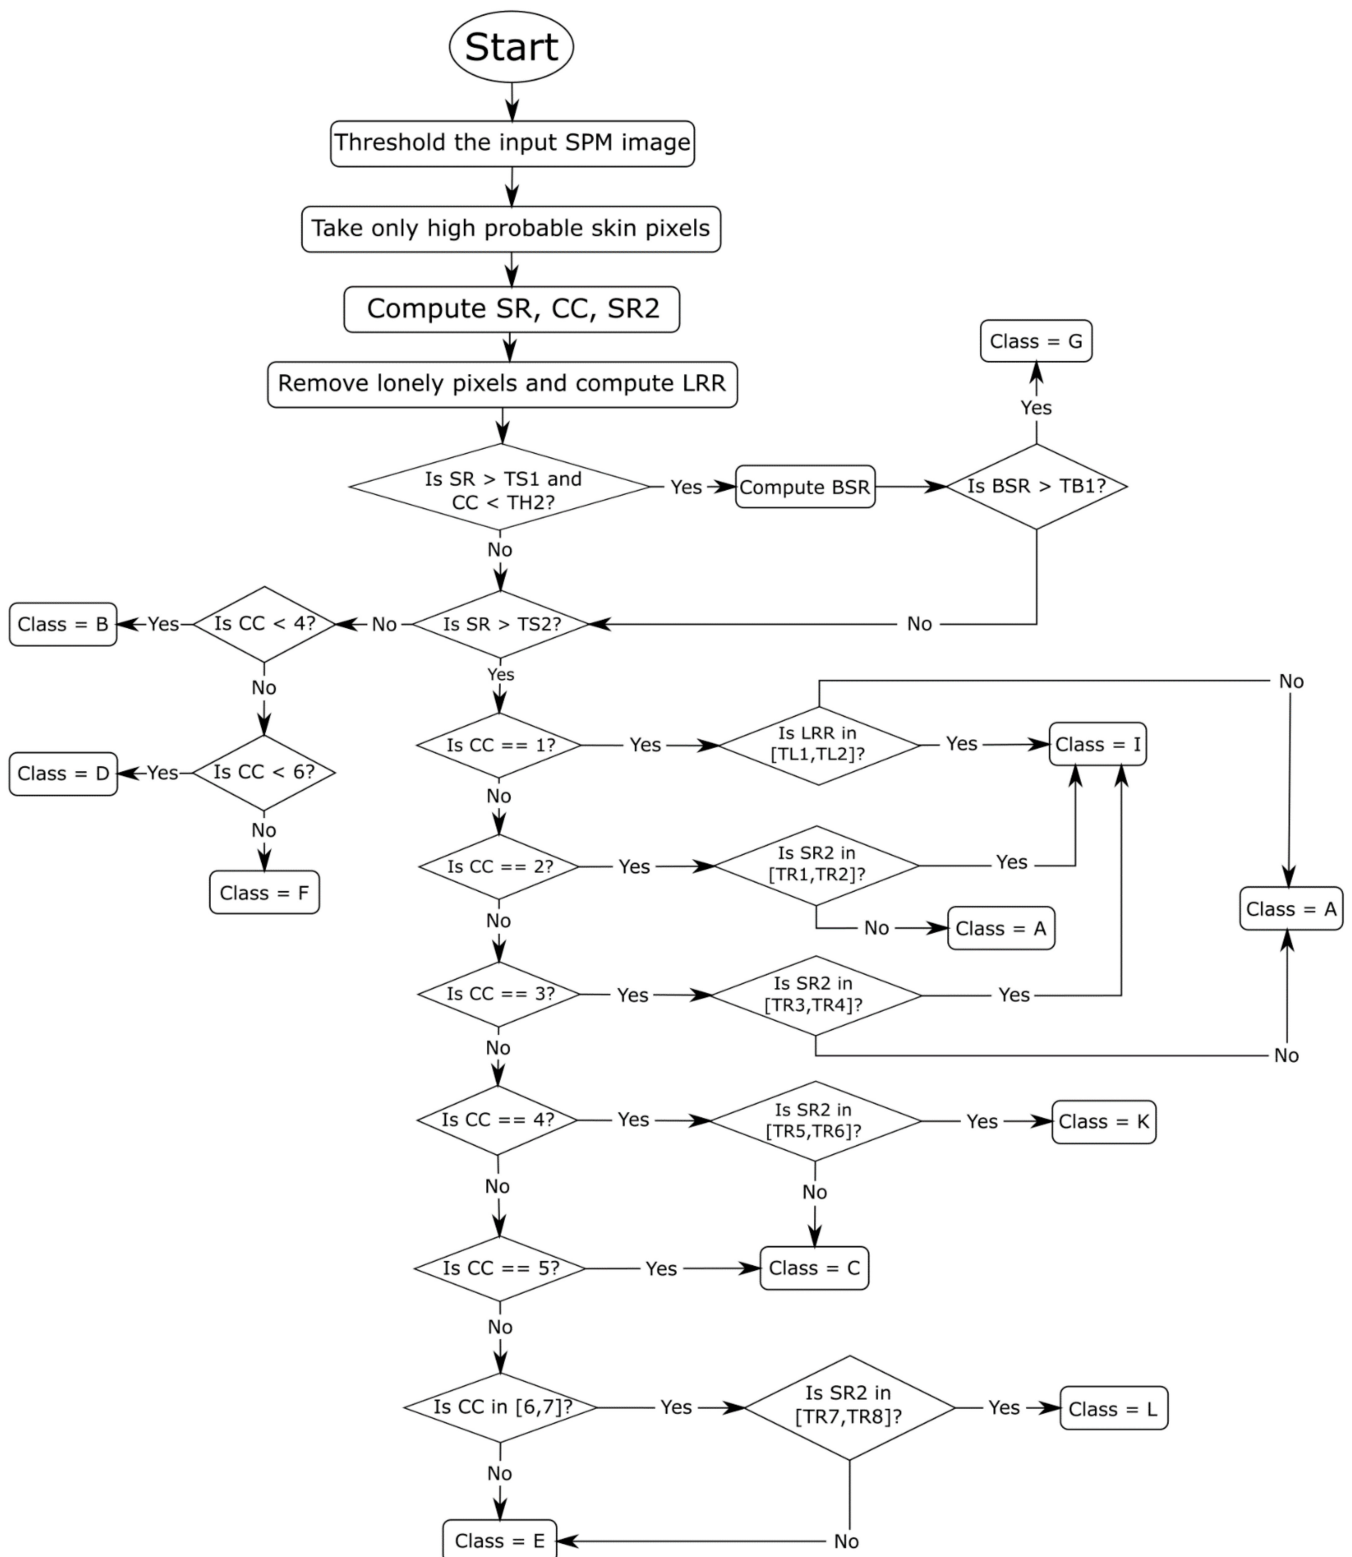 Start
Threshold the input SPM image
Take only high probable skin pixels
Compute SR, CC, SR2
Class = G
Remove lonely pixels and compute LRR
Yes
Is SR > TS1 and
CC < TH2?
Yes
Compute BSR
Is BSR > TB1?
No
Class = B
Yes
Is CC < 4?
No
Is SR > TS2?
No
Yes
No
No
Is CC == 1?
Yes
Is LRR in
[TL1,TL2]?
Yes
Class = I
Class = D
Yes
Is CC < 6?
No
No
Is CC == 2?
Yes
Is SR2 in
[TR1,TR2]?
Yes
Class = F
Class = A
No
No
Class = A
Is CC == 3?
Yes
Is SR2 in
[TR3,TR4]?
Yes
No
No
Is CC == 4?
Yes
Is SR2 in
[TR5,TR6]?
Yes
Class = K
No
No
Is CC == 5?
Yes
Class = C
No
Is CC in [6,7]?
Yes
Is SR2 in
[TR7,TR8]?
Yes
Class = L
No
Class = E
No